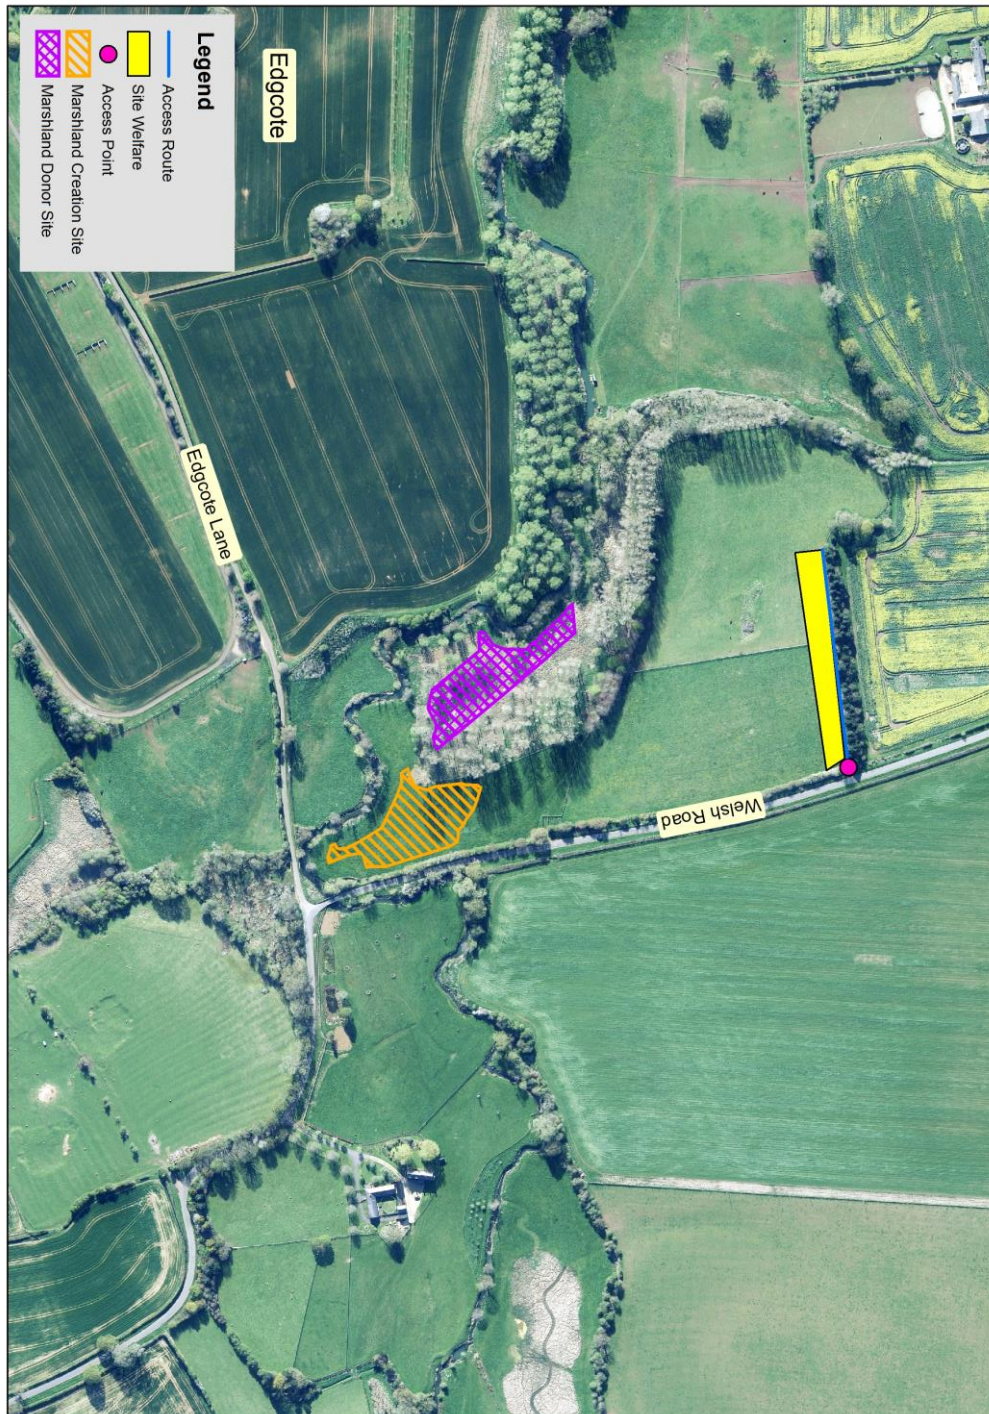 Edgcote
Legend
Access Route
Site Welfare
Access Point
Marshland Creation Site
Marshland Donor Site
Edgcote Lane
Welsh Road